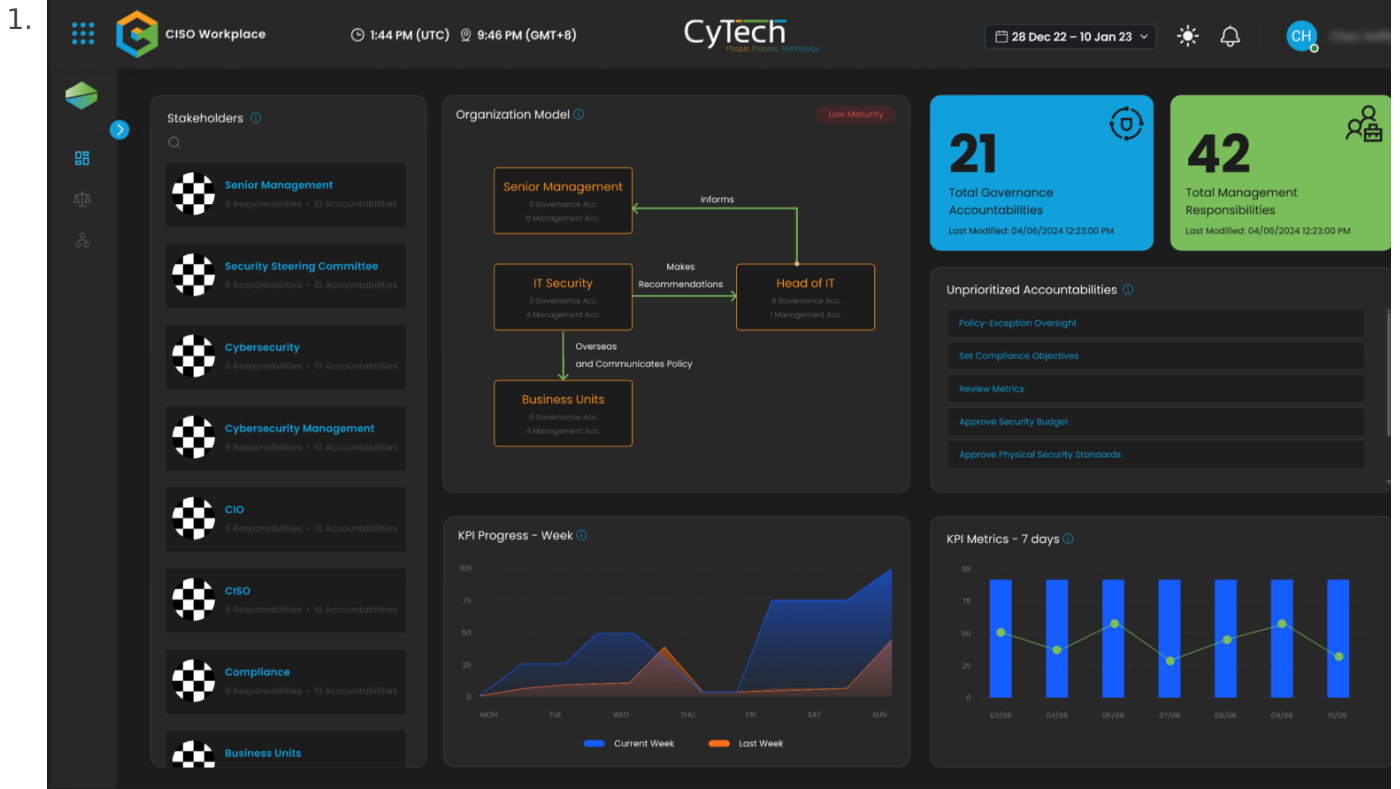 1.
CISO Workplace
1:44 PM (UTC)
9:46 PM (GMT+8)
CyTech
People. Process. Technology.
28 Dec 22 – 10 Jan 23
CH
Stakeholders
Senior Management
6 Responsibilities • 10 Accountabilities
Security Steering Committee
6 Responsibilities • 10 Accountabilities
Cybersecurity
6 Responsibilities • 10 Accountabilities
Cybersecurity Management
6 Responsibilities • 10 Accountabilities
CIO
6 Responsibilities • 10 Accountabilities
CISO
6 Responsibilities • 10 Accountabilities
Compliance
6 Responsibilities • 10 Accountabilities
Business Units
Organization Model
Low Maturity
Senior Management
3 Governance Acc.
6 Management Acc.
Informs
IT Security
3 Governance Acc.
4 Management Acc.
Makes
Recommendations
Head of IT
4 Governance Acc.
1 Management Acc.
Overseas
and Communicates Policy
Business Units
0 Governance Acc.
4 Management Acc.
21
Total Governance
Accountabilities
Last Modified: 04/06/2024 12:23:00 PM
42
Total Management
Responsibilities
Last Modified: 04/06/2024 12:23:00 PM
Unprioritized Accountabilities
Policy-Exception Oversight
Set Compliance Objectives
Review Metrics
Approve Security Budget
Approve Physical Security Standards
KPI Progress - Week
100
75
50
25
0
MON TUE WED THU FRI SAT SUN
Current Week
Last Week
KPI Metrics - 7 days
88
75
50
25
0
03/06 04/06 05/06 07/06 08/06 09/06 10/06